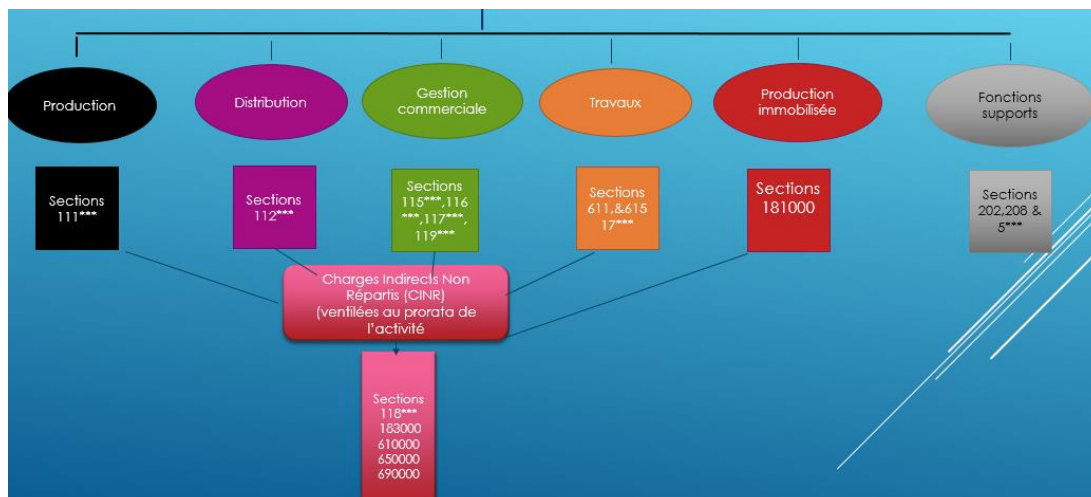 Production
Distribution
Gestion
commerciale
Travaux
Production
immobilisée
Fonctions
supports
Sections
111***
Sections
112***
Sections
115***,116
***,117***,
119***
Sections
611,&615
17***
Sections
181000
Sections
202,208 &
5***
Charges Indirects Non
Répartis (CINR)
(ventilées au prorata de
l’activité
Sections
118***
183000
610000
650000
690000